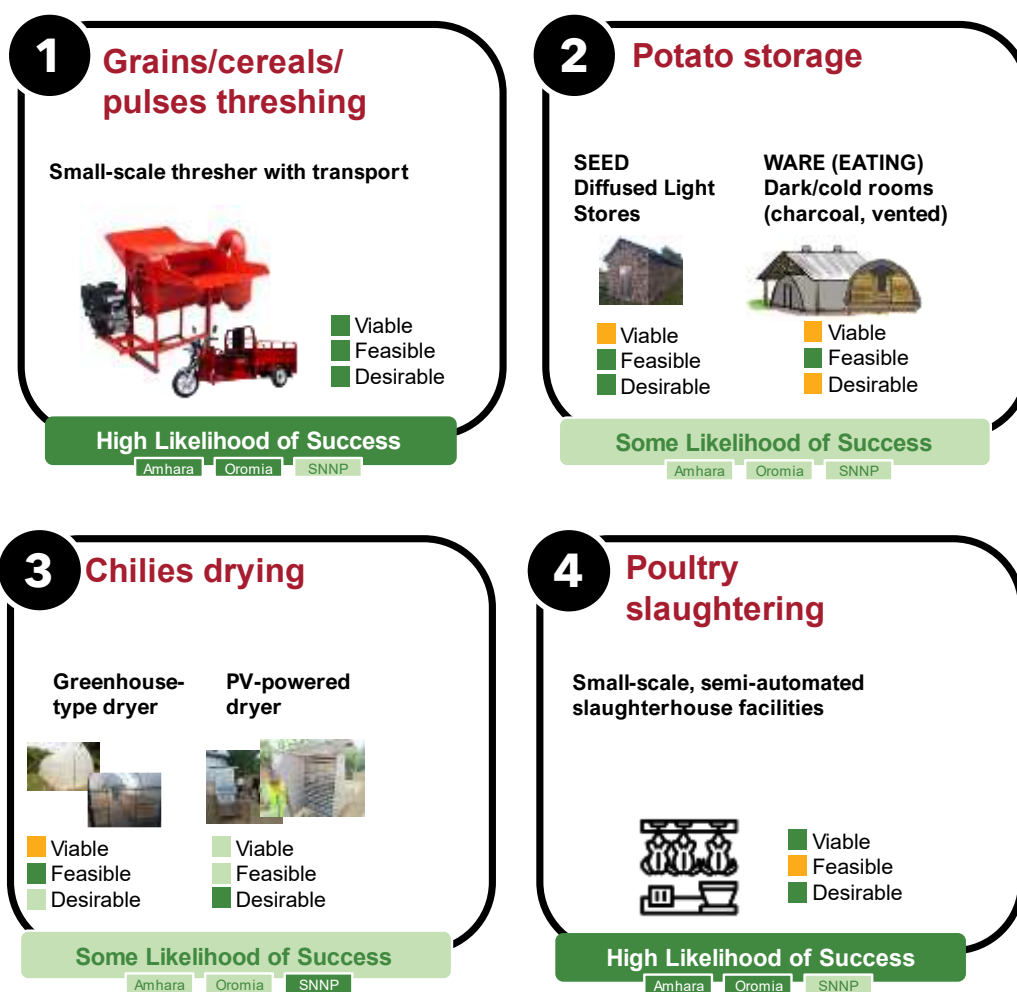 1
Grains/cereals/
pulses threshing
Small-scale thresher with transport
Viable
Feasible
Desirable
High Likelihood of Success
Amhara Oromia SNNP
2
Potato storage
SEED
Diffused Light
Stores
WARE (EATING)
Dark/cold rooms
(charcoal, vented)
Viable
Feasible
Desirable
Viable
Feasible
Desirable
Some Likelihood of Success
Amhara Oromia SNNP
3
Chilies drying
Greenhouse-
type dryer
PV-powered
dryer
Viable
Feasible
Desirable
Viable
Feasible
Desirable
Some Likelihood of Success
Amhara Oromia SNNP
4
Poultry
slaughtering
Small-scale, semi-automated
slaughterhouse facilities
Viable
Feasible
Desirable
High Likelihood of Success
Amhara Oromia SNNP